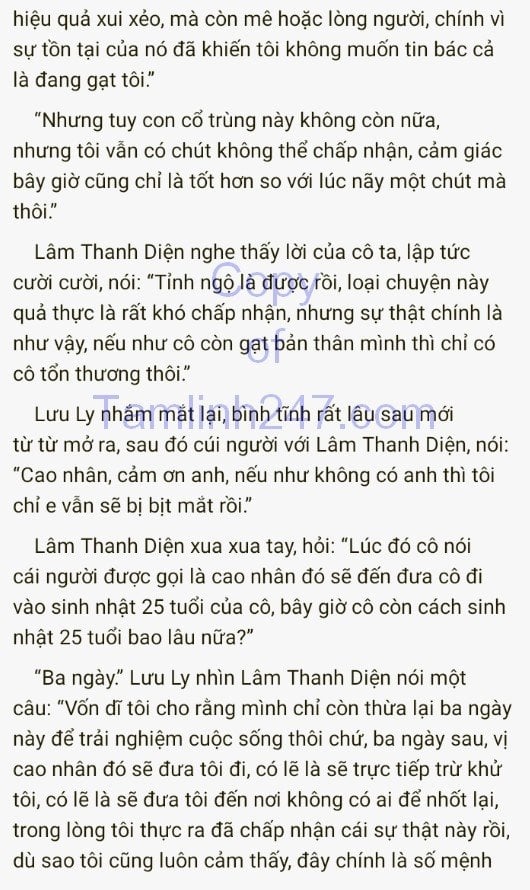 hiệu quả xui xẻo, mà còn mê hoặc lòng người, chính vì
sự tồn tại của nó đã khiến tôi không muốn tin bác cả
là đang gạt tôi.”
“Nhưng tuy con cổ trùng này không còn nữa,
nhưng tôi vẫn có chút không thể chấp nhận, cảm giác
bây giờ cũng chỉ là tốt hơn so với lúc nãy một chút mà
thôi.”
Lâm Thanh Diện nghe thấy lời của cô ta, lập tức
cười cười, nói: “Tỉnh ngộ là được rồi, loại chuyện này
quả thực là rất khó chấp nhận, nhưng sự thật chính là
như vậy, nếu như cô còn gạt bản thân mình thì chỉ có
cô tổn thương thôi.”
Lưu Ly nhắm mắt lại, bình tĩnh rất lâu sau mới
từ từ mở ra, sau đó cúi người với Lâm Thanh Diện, nói:
“Cao nhân, cảm ơn anh, nếu như không có anh thì tôi
chỉ e vẫn sẽ bị bịt mắt rồi.”
Lâm Thanh Diện xua xua tay, hỏi: “Lúc đó cô nói
cái người được gọi là cao nhân đó sẽ đến đưa cô đi
vào sinh nhật 25 tuổi của cô, bây giờ cô còn cách sinh
nhật 25 tuổi bao lâu nữa?”
“Ba ngày.” Lưu Ly nhìn Lâm Thanh Diện nói một
câu: “Vốn dĩ tôi cho rằng mình chỉ còn thừa lại ba ngày
này để trải nghiệm cuộc sống thôi chứ, ba ngày sau, vị
cao nhân đó sẽ đưa tôi đi, có lẽ là sẽ trực tiếp trừ khử
tôi, có lẽ là sẽ đưa tôi đến nơi không có ai để nhốt lại,
trong lòng tôi thực ra đã chấp nhận cái sự thật này rồi,
dù sao tôi cũng luôn cảm thấy, đây chính là số mệnh
Copy
of
Tamlinh247.com